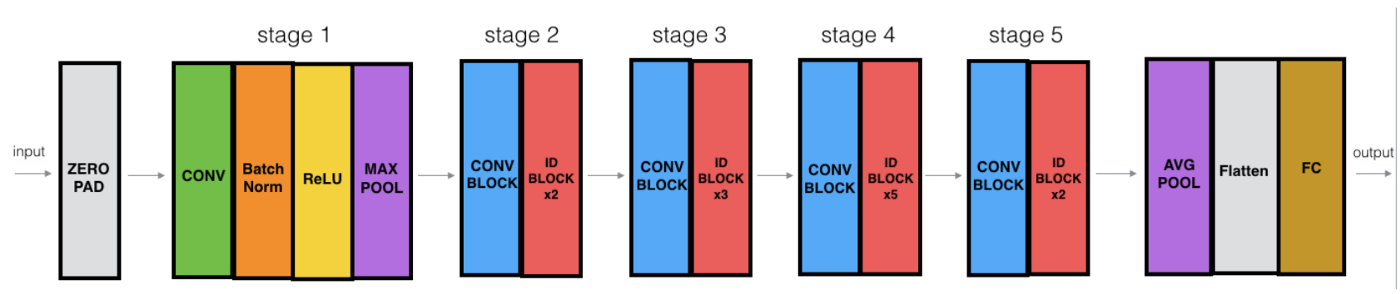 stage 1
stage 2
stage 3
stage 4
stage 5
input
ZERO
PAD
CONV
Batch
Norm
ReLU
MAX
POOL
CONV
BLOCK
ID
BLOCK
x2
CONV
BLOCK
ID
BLOCK
x3
CONV
BLOCK
ID
BLOCK
x5
CONV
BLOCK
ID
BLOCK
x2
AVG
POOL
Flatten
FC
output